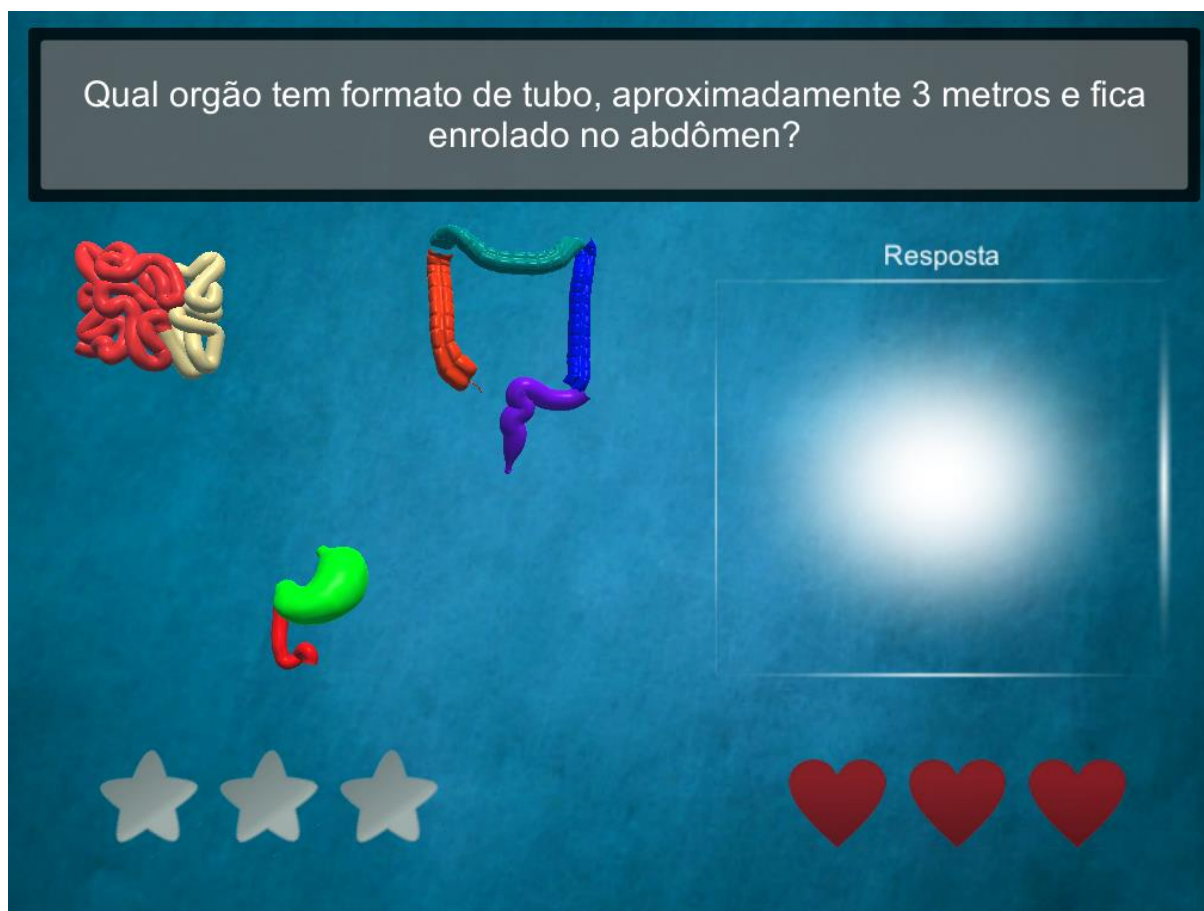 Qual orgão tem formato de tubo, aproximadamente 3 metros e fica
enrolado no abdômen?
Resposta